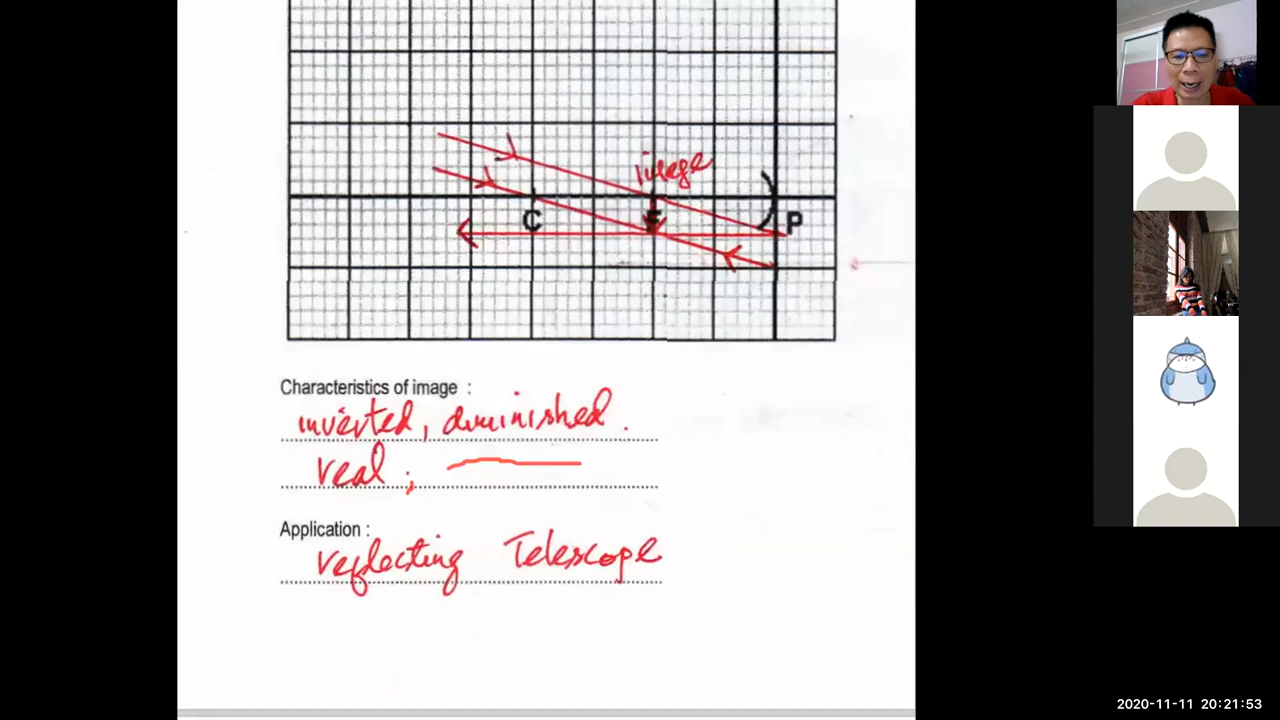 image
C F P
Characteristics of image :
inverted, diminished.
real ;
Application :
reflecting Telescope
2020-11-11 20:21:53